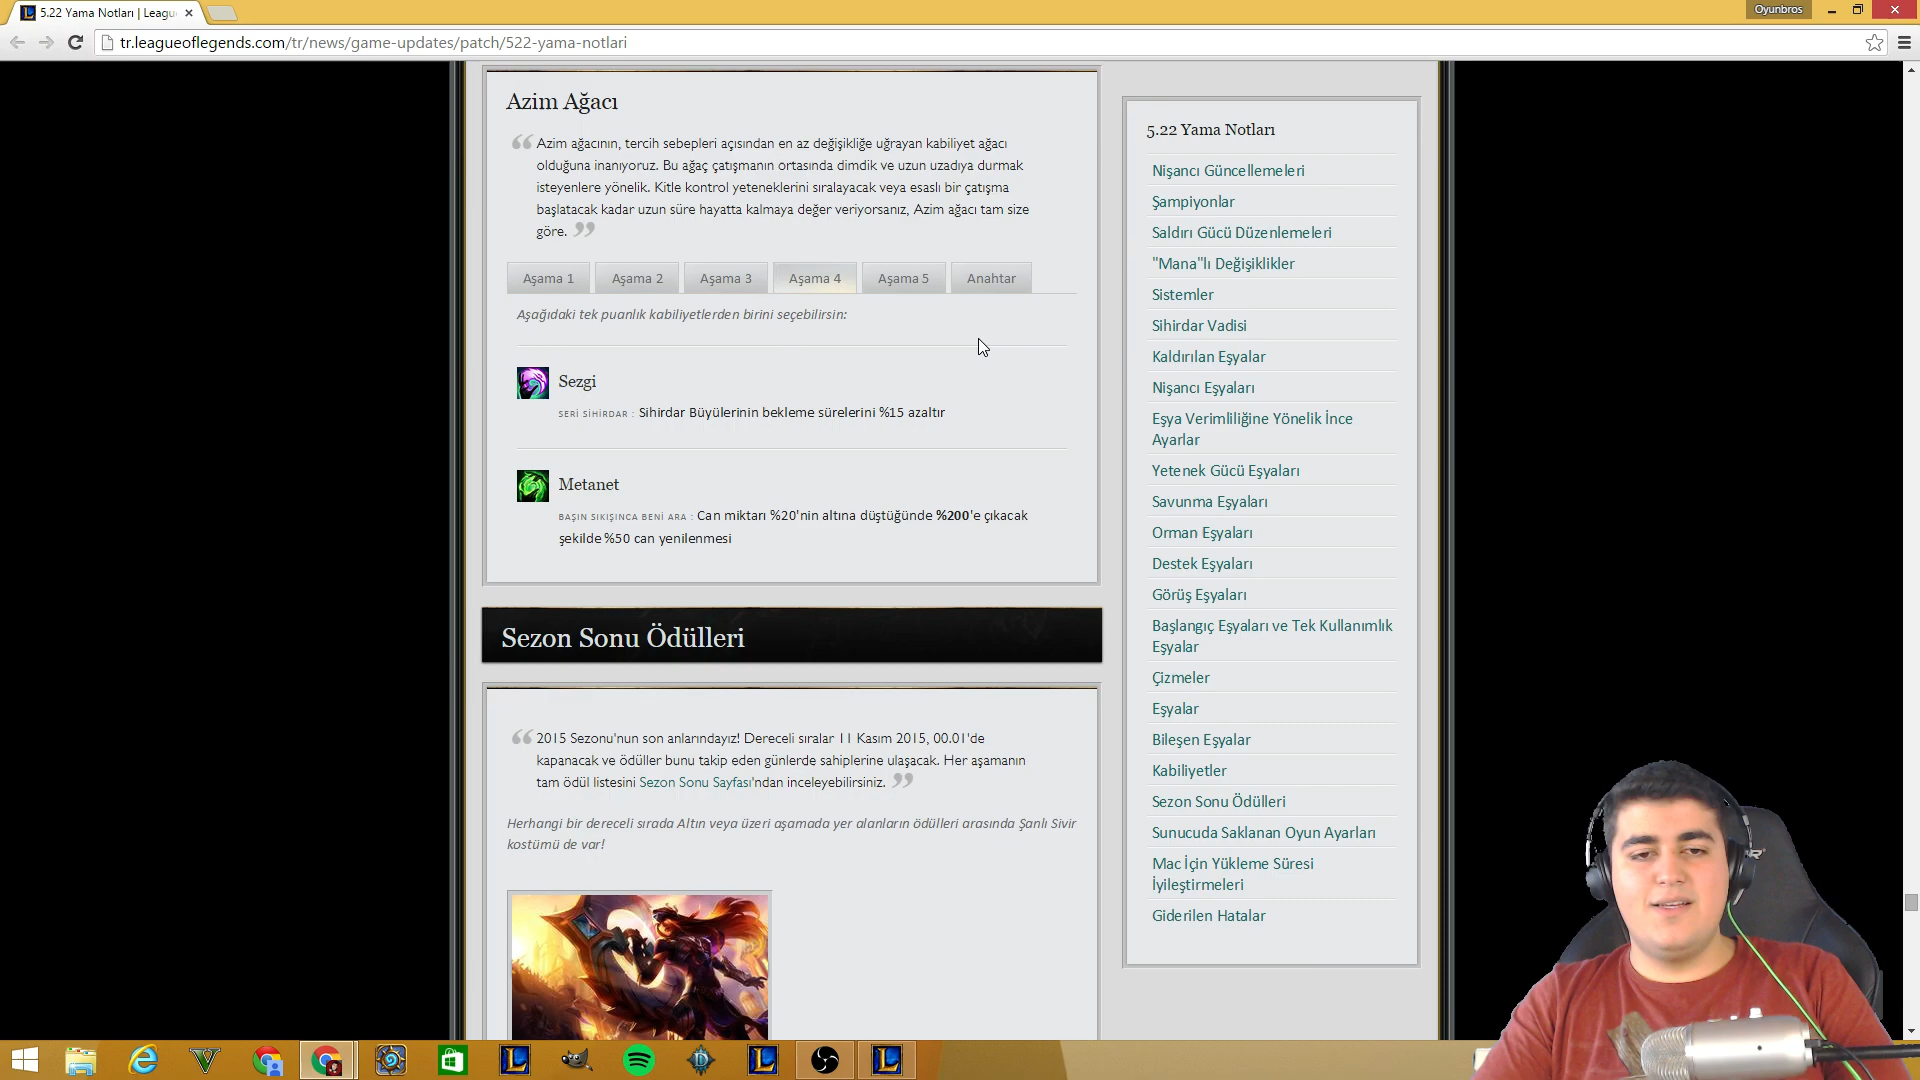 5.22 Yama Notları | Leagu
Oyunbros
tr.leagueoflegends.com/tr/news/game-updates/patch/522-yama-notlari
Azim Ağacı
Azim ağacının, tercih sebepleri açısından en az değişikliğe uğrayan kabiliyet ağacı
olduğuna inanıyoruz. Bu ağaç çatışmanın ortasında dimdik ve uzun uzadıya durmak
isteyenlere yönelik. Kitle kontrol yeteneklerini sıralayacak veya esaslı bir çatışma
başlatacak kadar uzun süre hayatta kalmaya değer veriyorsanız, Azim ağacı tam size
göre.
Aşama 1 Aşama 2 Aşama 3 Aşama 4 Aşama 5 Anahtar
Aşağıdaki tek puanlık kabiliyetlerden birini seçebilirsin:
Sezgi
SERİ SİHİRDAR : Sihirdar Büyülerinin bekleme sürelerini %15 azaltır
Metanet
BAŞIN SIKIŞINCA BENİ ARA : Can miktarı %20'nin altına düştüğünde %200'e çıkacak
şekilde %50 can yenilenmesi
Sezon Sonu Ödülleri
2015 Sezonu'nun son anlarındayız! Dereceli sıralar 11 Kasım 2015, 00.01'de
kapanacak ve ödüller bunu takip eden günlerde sahiplerine ulaşacak. Her aşamanın
tam ödül listesini Sezon Sonu Sayfası'ndan inceleyebilirsiniz.
Herhangi bir dereceli sırada Altın veya üzeri aşamada yer alanların ödülleri arasında Şanlı Sivir
kostümü de var!
5.22 Yama Notları
Nişancı Güncellemeleri
Şampiyonlar
Saldırı Gücü Düzenlemeleri
"Mana"lı Değişiklikler
Sistemler
Sihirdar Vadisi
Kaldırılan Eşyalar
Nişancı Eşyaları
Eşya Verimliliğine Yönelik İnce
Ayarlar
Yetenek Gücü Eşyaları
Savunma Eşyaları
Orman Eşyaları
Destek Eşyaları
Görüş Eşyaları
Başlangıç Eşyaları ve Tek Kullanımlık
Eşyalar
Çizmeler
Eşyalar
Bileşen Eşyalar
Kabiliyetler
Sezon Sonu Ödülleri
Sunucuda Saklanan Oyun Ayarları
Mac İçin Yükleme Süresi
İyileştirmeleri
Giderilen Hatalar